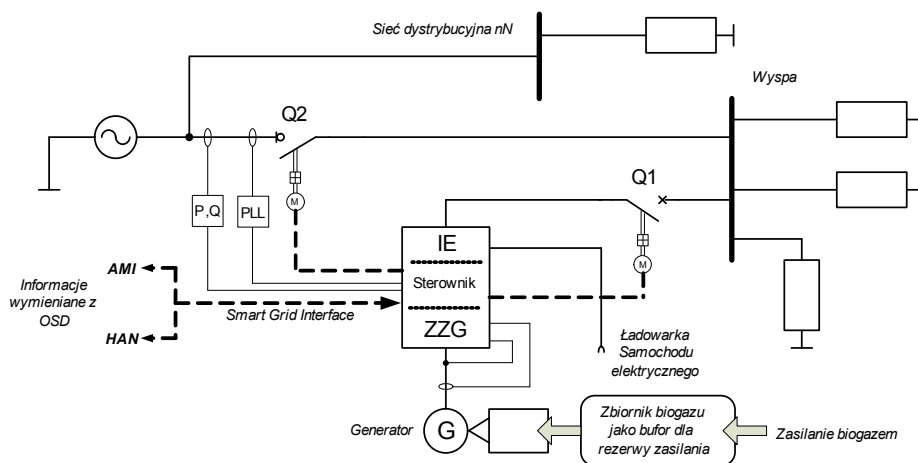 Sieć dystrybucyjna nN
Wyspa
Q2
Q1
P,Q
PLL
M
M
IE
Sterownik
ZZG
Informacje
wymieniane z
OSD
AMI
HAN
Smart Grid Interface
Ładowarka
Samochodu
elektrycznego
Generator
G
Zbiornik biogazu
jako bufor dla
rezerwy zasilania
Zasilanie biogazem